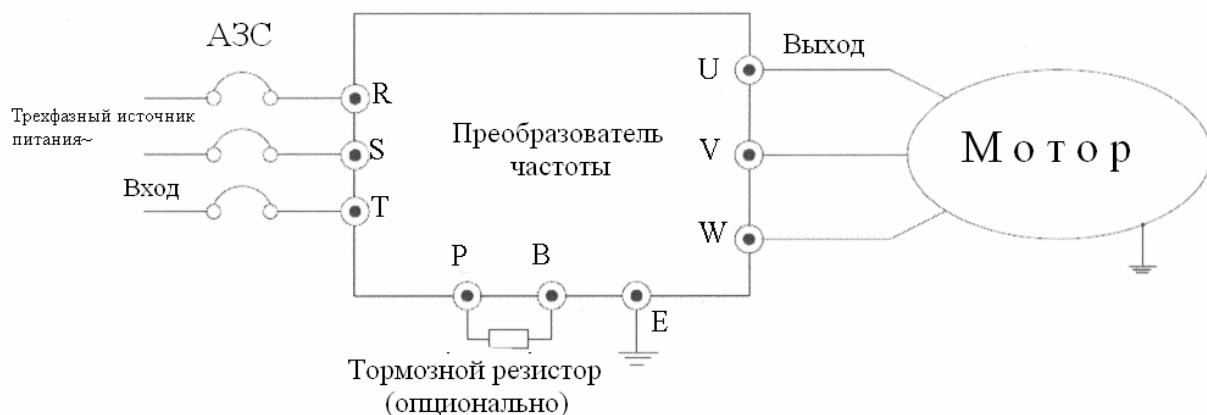 АЗС
Трехфазный источник
питания~
Вход
R
S
T
Преобразователь
частоты
U
V
W
Выход
Мотор
P
B
E
Тормозной резистор
(опционально)